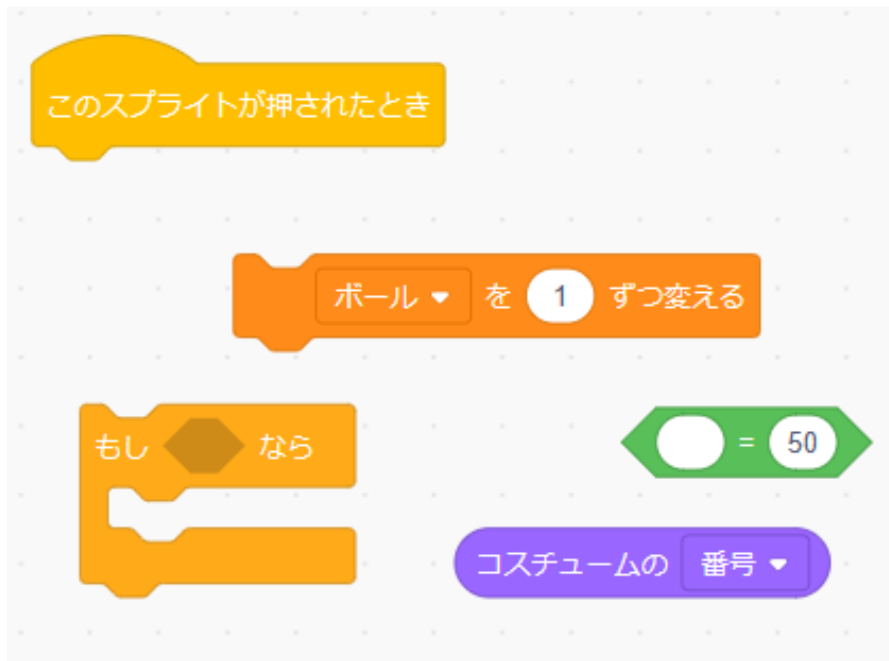 このスプライトが押されたとき
ボール を 1 ずつ変える
もし なら
= 50
コスチュームの 番号